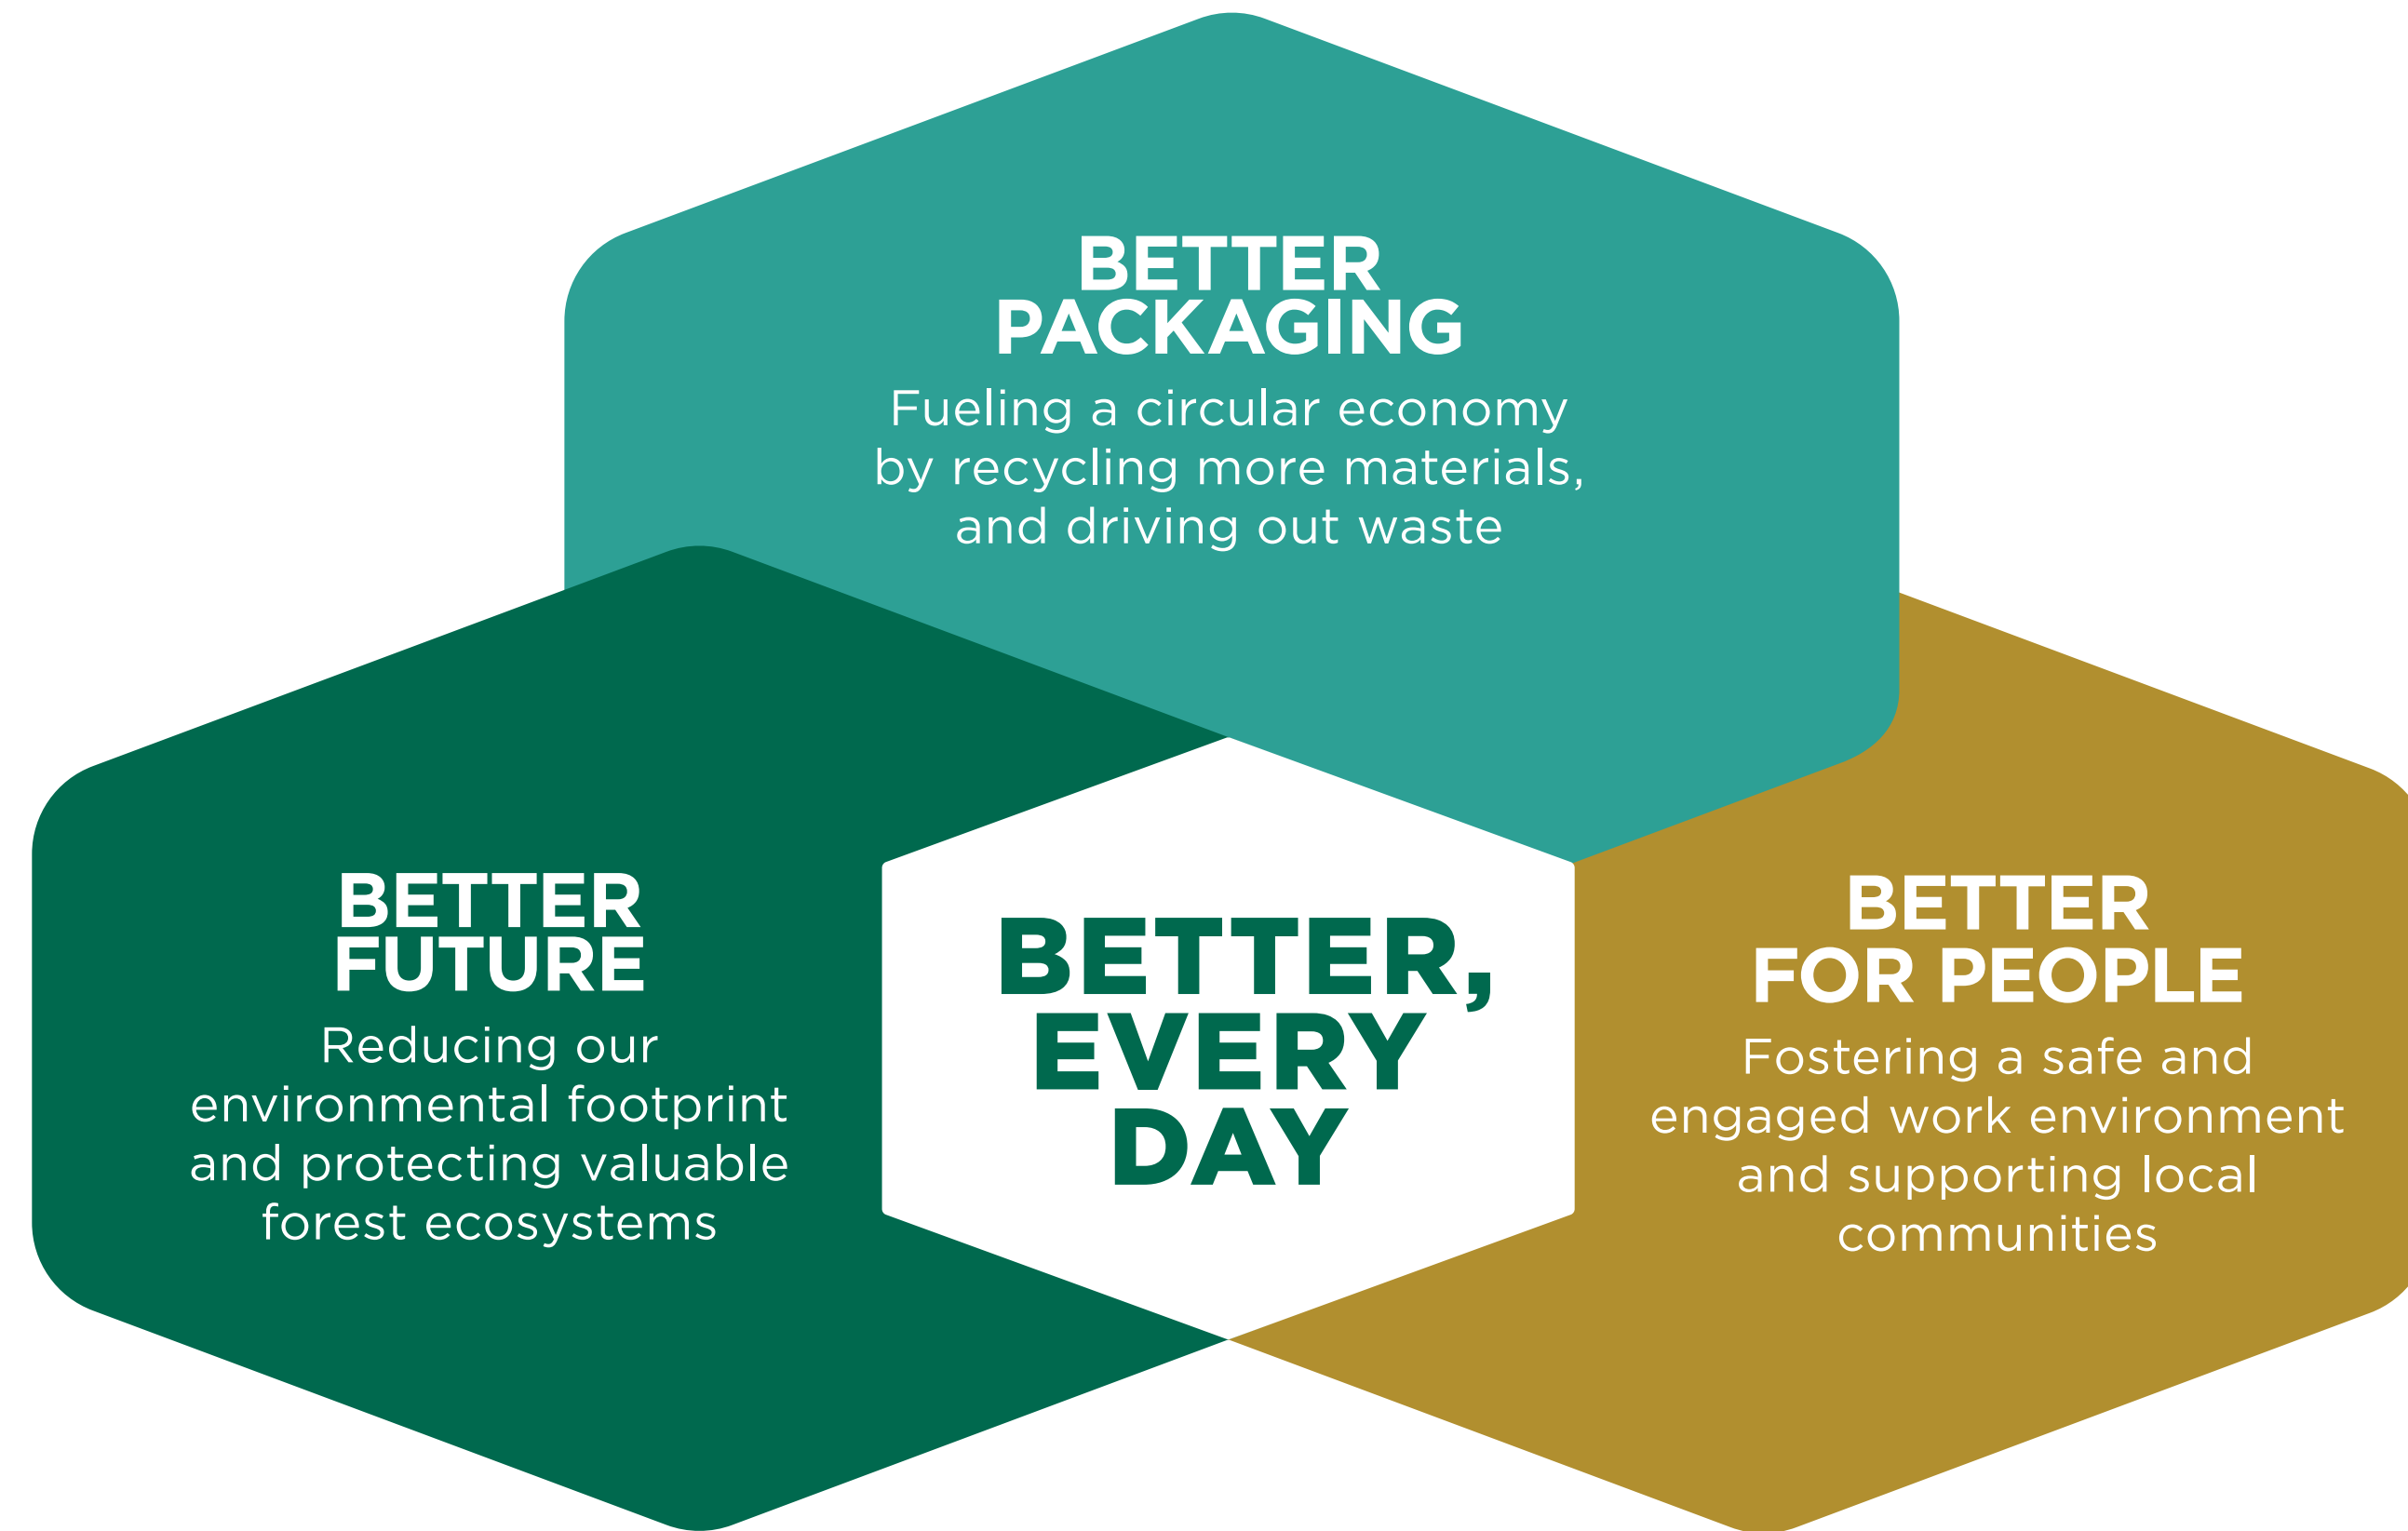 BETTER
PACKAGING
Fueling a circular economy
by recycling more materials,
and driving out waste
BETTER
FUTURE
Reducing our
environmental footprint
and protecting valuable
forest ecosystems
BETTER,
EVERY
DAY
BETTER
FOR PEOPLE
Fostering a safe and
engaged work environment
and supporting local
communities